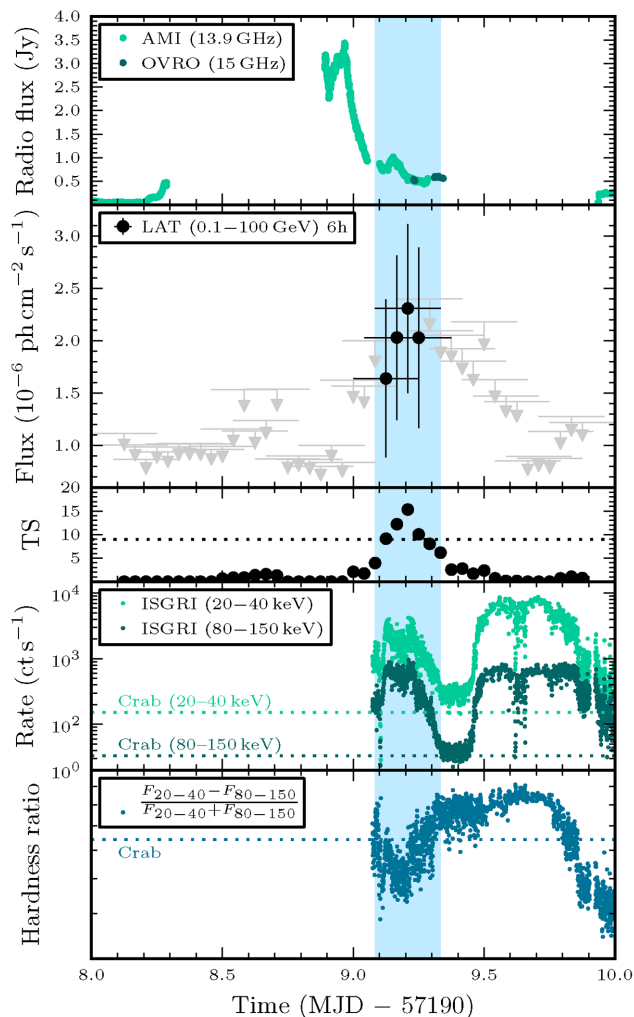 AMI (13.9 GHz)
OVRO (15 GHz)
Radio flux (Jy)
4.0
3.5
3.0
2.5
2.0
1.5
1.0
0.5
LAT (0.1−100 GeV) 6h
Flux (10⁻⁶ ph cm⁻² s⁻¹)
3.0
2.5
2.0
1.5
1.0
TS
20
15
10
5
ISGRI (20−40 keV)
ISGRI (80−150 keV)
Rate (ct s⁻¹)
10⁴
10³
10²
10⁰
Crab (20–40 keV)
Crab (80–150 keV)
F₂₀₋₄₀−F₈₀₋₁₅₀
F₂₀₋₄₀+F₈₀₋₁₅₀
Hardness ratio
Crab
8.0 8.5 9.0 9.5 10.0
Time (MJD − 57190)